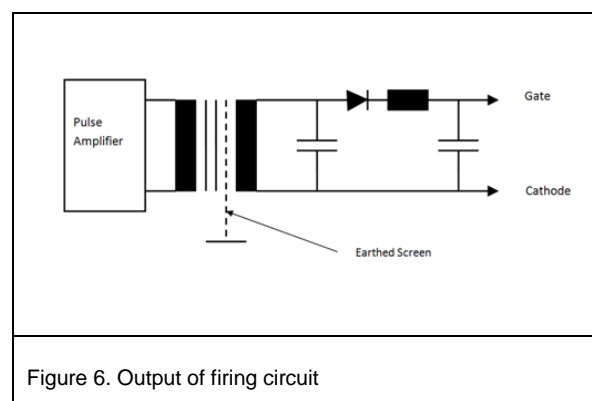 Pulse
Amplifier
Gate
Cathode
Earthed Screen
Figure 6. Output of firing circuit